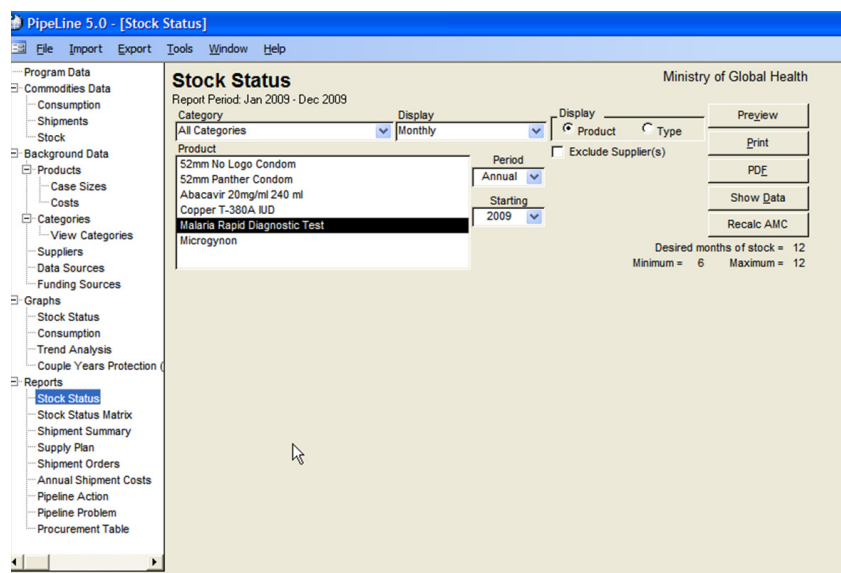 PipeLine 5.0 - [Stock Status]
File Import Export Tools Window Help
Program Data
Commodities Data
Consumption
Shipments
Stock
Background Data
Products
Case Sizes
Costs
Categories
View Categories
Suppliers
Data Sources
Funding Sources
Graphs
Stock Status
Consumption
Trend Analysis
Couple Years Protection (
Reports
Stock Status
Stock Status Matrix
Shipment Summary
Supply Plan
Shipment Orders
Annual Shipment Costs
Pipeline Action
Pipeline Problem
Procurement Table
Stock Status
Ministry of Global Health
Report Period: Jan 2009 - Dec 2009
Category
All Categories
Display
Monthly
Display
Product Type
Exclude Supplier(s)
Product
52mm No Logo Condom
52mm Panther Condom
Abacavir 20mg/ml 240 ml
Copper T-380A IUD
Malaria Rapid Diagnostic Test
Microgynon
Period
Annual
Starting
2009
Preview
Print
PDF
Show Data
Recalc AMC
Desired months of stock = 12
Minimum = 6 Maximum = 12